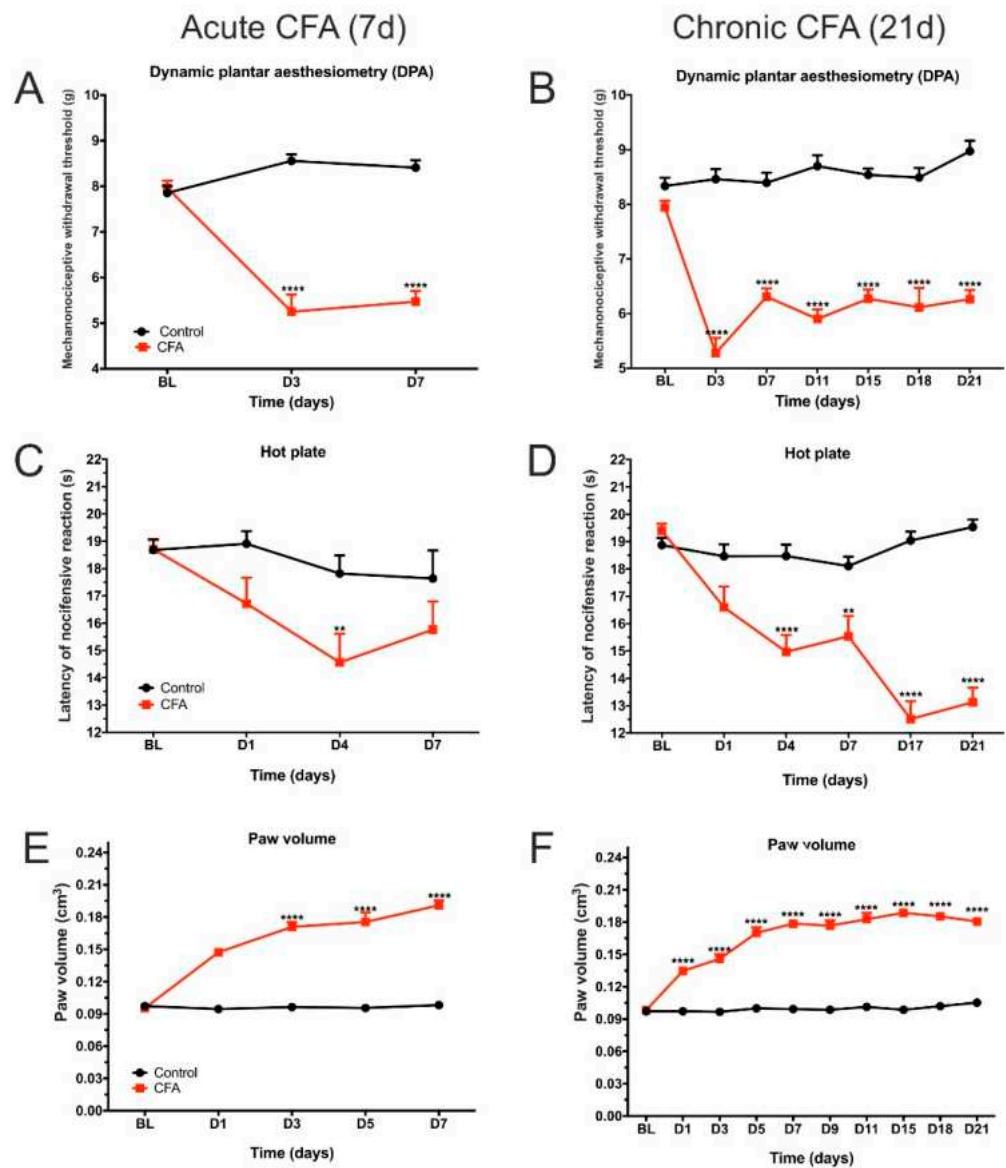 Acute CFA (7d)
Chronic CFA (21d)
A
Dynamic plantar aesthesiometry (DPA)
Mechanonociceptive withdrawal threshold (g)
10
9
8
7
6
5
4
****
****
Control
CFA
BL
D3
D7
Time (days)
B
Dynamic plantar aesthesiometry (DPA)
Mechanonociceptive withdrawal threshold (g)
10
9
8
7
6
5
****
****
****
****
****
****
BL
D3
D7
D11
D15
D18
D21
Time (days)
C
Hot plate
Latency of nocifensive reaction (s)
22
21
20
19
18
17
16
15
14
13
12
**
Control
CFA
BL
D1
D4
D7
Time (days)
D
Hot plate
Latency of nocifensive reaction (s)
22
21
20
19
18
17
16
15
14
13
12
****
**
****
****
BL
D1
D4
D7
D17
D21
Time (days)
E
Paw volume
Paw volume (cm³)
0.24
0.21
0.18
0.15
0.12
0.09
0.06
0.03
0.00
****
****
****
Control
CFA
BL
D1
D3
D5
D7
Time (days)
F
Paw volume
Paw volume (cm³)
0.24
0.21
0.18
0.15
0.12
0.09
0.06
0.03
0.00
****
****
****
****
****
****
****
****
****
BL
D1
D3
D5
D7
D9
D11
D15
D18
D21
Time (days)